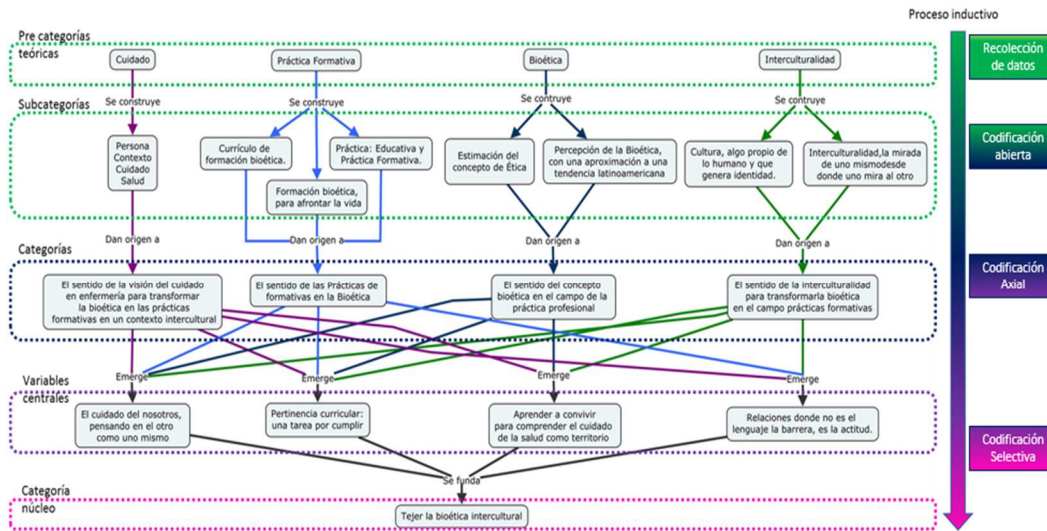 Proceso inductivo
Pre categorías
teóricas
Cuidado
Práctica Formativa
Bioética
Interculturalidad
Recolección
de datos
Subcategorías
Se construye
Se construye
Se construye
Se construye
Persona
Contexto
Cuidado
Salud
Currículo de
formación bioética.
Práctica: Educativa y
Práctica Formativa.
Formación bioética,
para afrontar la vida
Estimación del
concepto de Ética
Percepción de la Bioética,
con una aproximación a una
tendencia latinoamericana
Cultura, algo propio de
lo humano y que
genera identidad.
Interculturalidad,la mirada
de uno mismodesde
donde uno mira al otro
Codificación
abierta
Dan origen a
Dan origen a
Dan origen a
Dan origen a
Categorías
El sentido de la visión del cuidado
en enfermería para transformar
la bioética en las prácticas
formativas en un contexto intercultural
El sentido de las Prácticas de
formativas en la Bioética
El sentido del concepto
bioética en el campo de la
práctica profesional
El sentido de la interculturalidad
para transformarla bioética
en el campo prácticas formativas
Codificación
Axial
Emerge
Emerge
Emerge
Emerge
Variables
centrales
El cuidado del nosotros,
pensando en el otro
como uno mismo
Pertinencia curricular:
una tarea por cumplir
Aprender a convivir
para comprender el cuidado
de la salud como territorio
Relaciones donde no es el
lenguaje la barrera, es la actitud.
Codificación
Selectiva
Se funda
Categoría
núcleo
Tejer la bioética intercultural